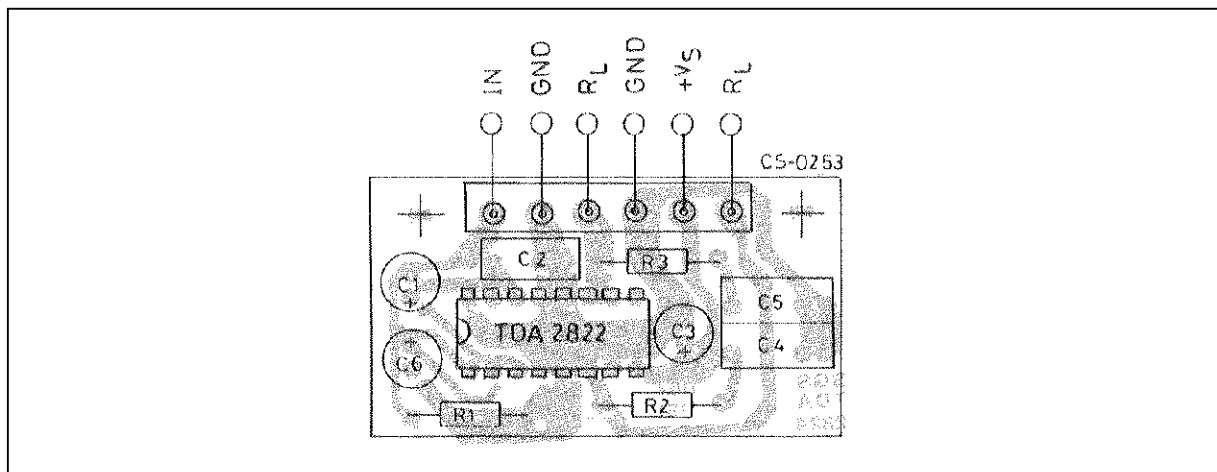 IN GND RL GND +VS RL
CS-0253
C2 R3
C1
C5
TDA 2822 C3
C4
C6
R2
R1